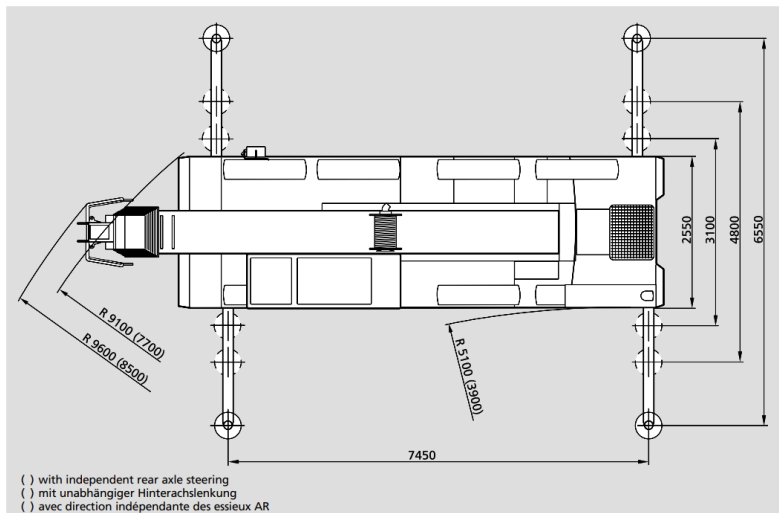 2550
3100
4800
6550
R 9100 (7700)
R 9600 (8500)
R 5100 (3900)
7450
( ) with independent rear axle steering
( ) mit unabhängiger Hinterachslenkung
( ) avec direction indépendante des essieux AR